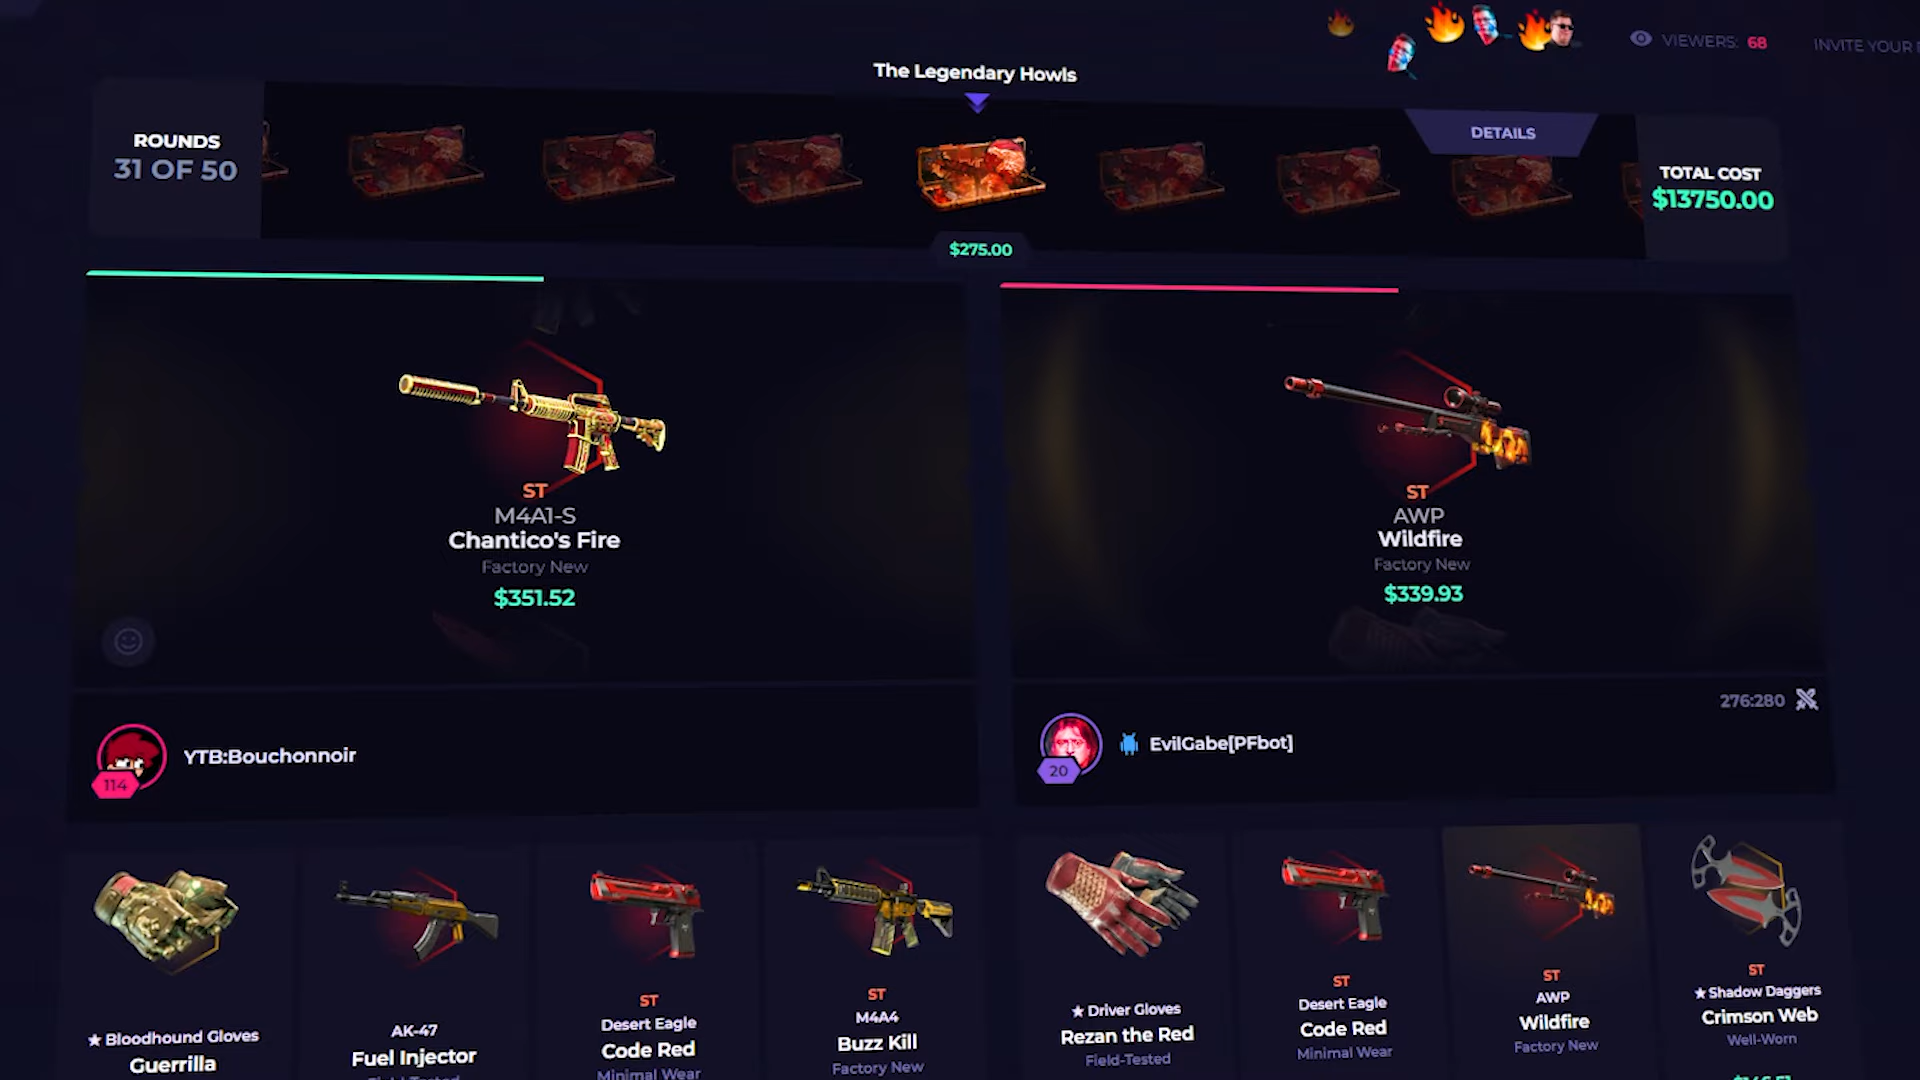 VIEWERS: 68
INVITE YOUR
The Legendary Howls
ROUNDS
31 OF 50
DETAILS
TOTAL COST
$13750.00
$275.00
ST
M4A1-S
Chantico's Fire
Factory New
$351.52
ST
AWP
Wildfire
Factory New
$339.93
276:280
114
YTB:Bouchonnoir
20
EvilGabe[PFbot]
★ Bloodhound Gloves
Guerrilla
AK-47
Fuel Injector
ST
Desert Eagle
Code Red
Minimal Wear
ST
M4A4
Buzz Kill
Factory New
★ Driver Gloves
Rezan the Red
Field-Tested
ST
Desert Eagle
Code Red
Minimal Wear
ST
AWP
Wildfire
Factory New
ST
★ Shadow Daggers
Crimson Web
Well-Worn